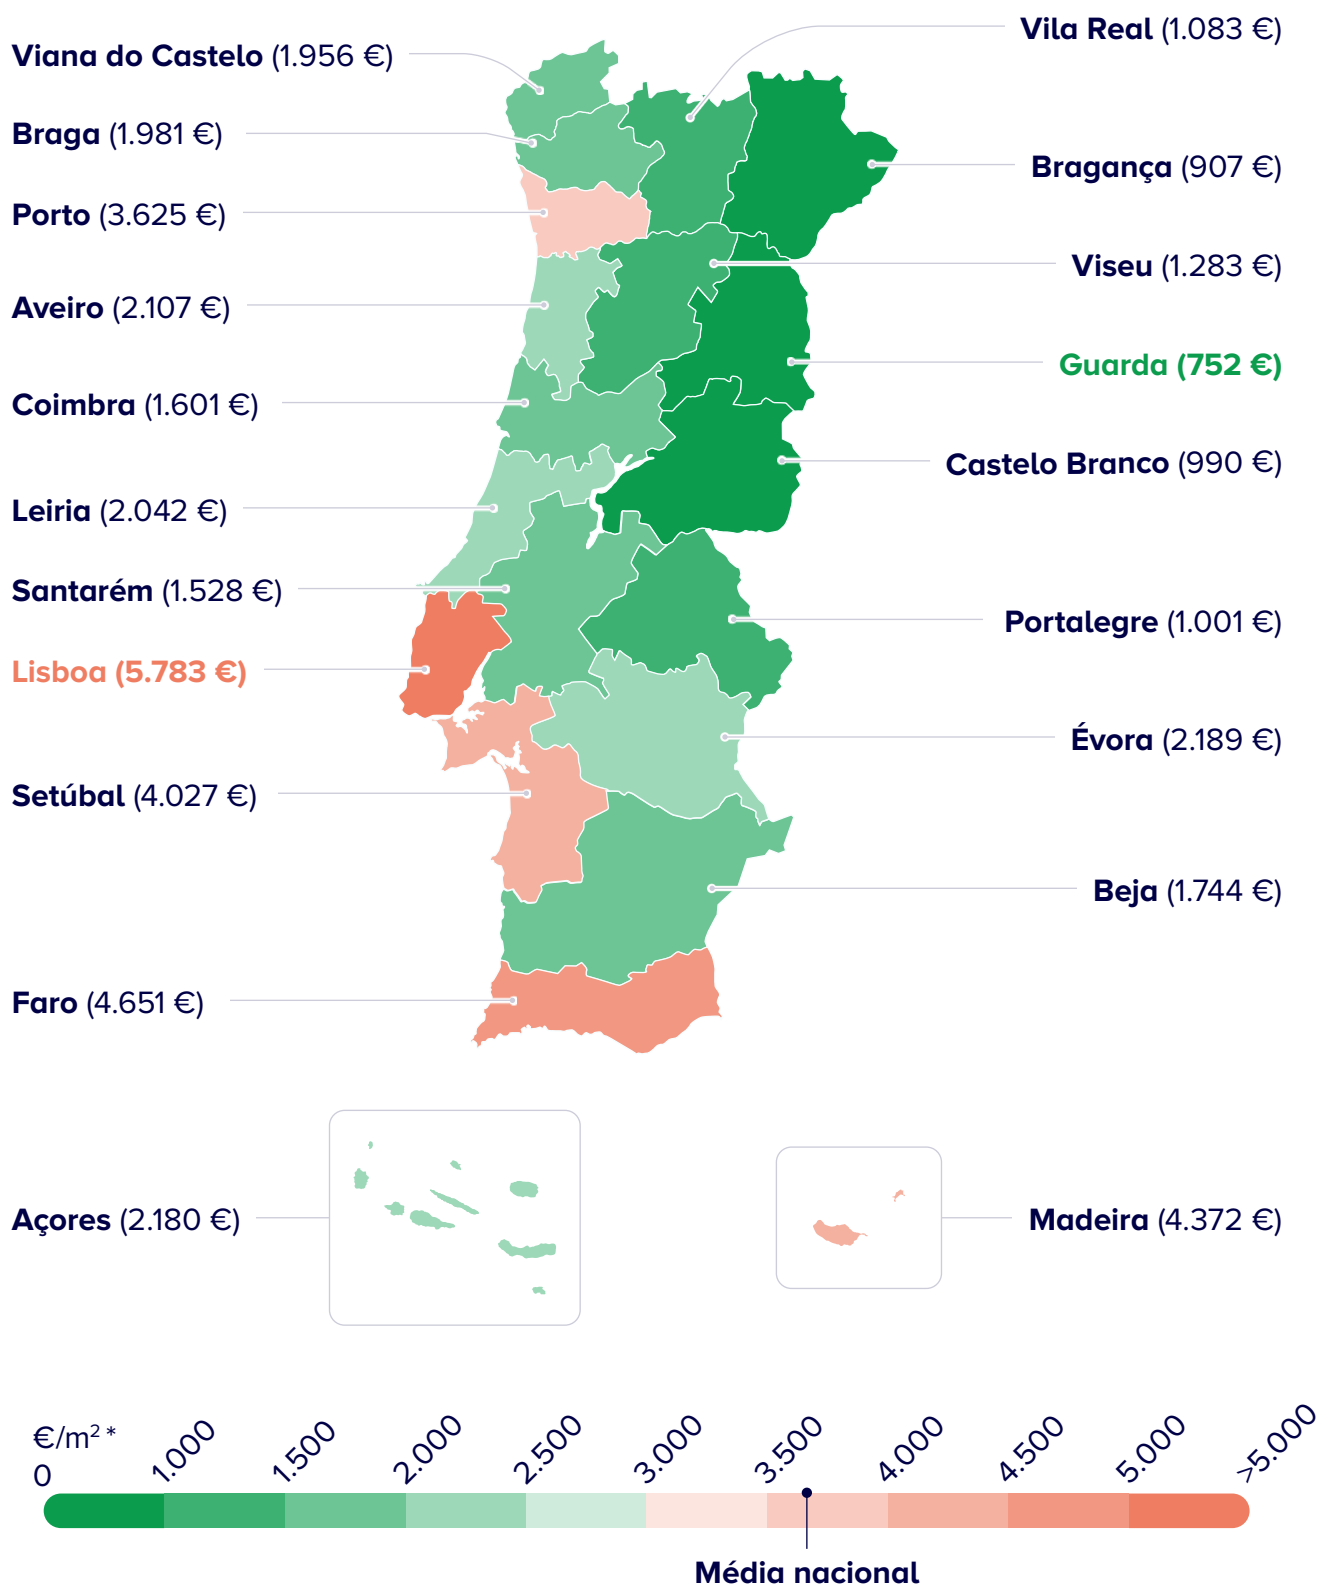 Vila Real (1.083 €)
Viana do Castelo (1.956 €)
Braga (1.981 €)
Bragança (907 €)
Porto (3.625 €)
Viseu (1.283 €)
Aveiro (2.107 €)
Guarda (752 €)
Coimbra (1.601 €)
Castelo Branco (990 €)
Leiria (2.042 €)
Santarém (1.528 €)
Portalegre (1.001 €)
Lisboa (5.783 €)
Évora (2.189 €)
Setúbal (4.027 €)
Beja (1.744 €)
Faro (4.651 €)
Açores (2.180 €)
Madeira (4.372 €)
€/m² *
0 1.000 1.500 2.000 2.500 3.000 3.500 4.000 4.500 5.000 >5.000
Média nacional